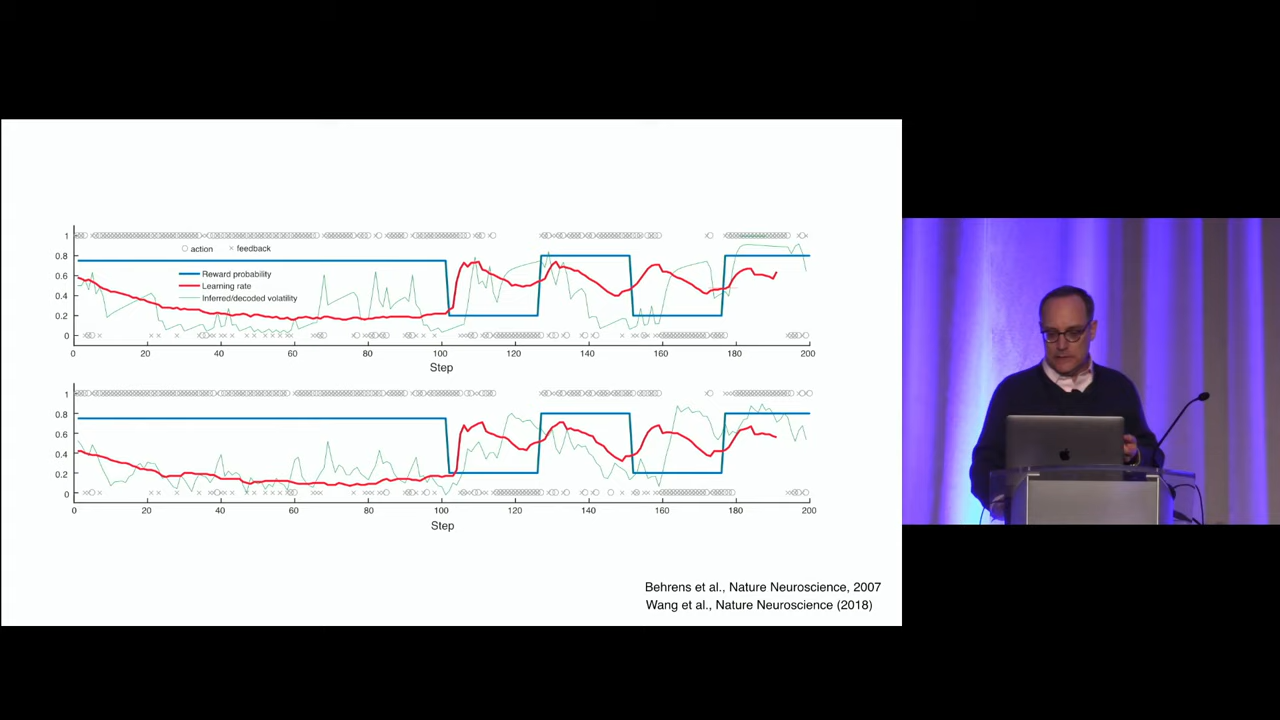 1
action
feedback
0.8
Reward probability
0.6
Learning rate
0.4
Inferred/decoded volatility
0.2
0
0 20 40 60 80 100 120 140 160 180 200
Step
1
0.8
0.6
0.4
0.2
0
0 20 40 60 80 100 120 140 160 180 200
Step
Behrens et al., Nature Neuroscience, 2007
Wang et al., Nature Neuroscience (2018)